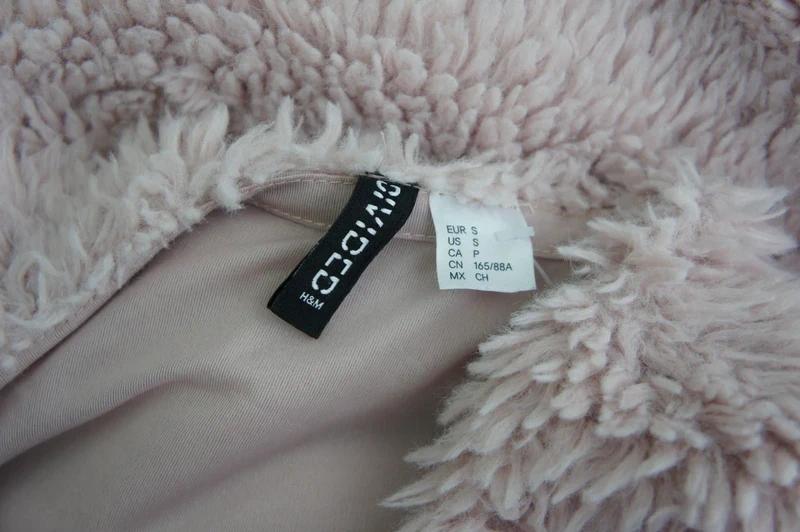 DIVIDED
H&M
EUR S
US S
CA P
CN 165/88A
MX CH